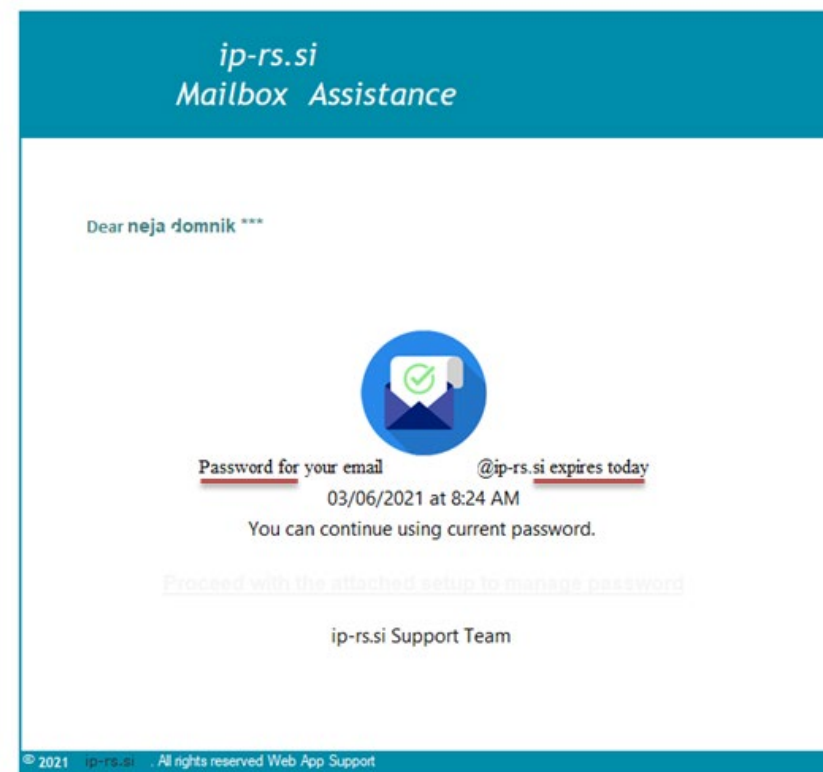 ip-rs.si
Mailbox Assistance
Dear neja domnik ***
Password for your email @ip-rs.si expires today
03/06/2021 at 8:24 AM
You can continue using current password.
Proceed with the attached setup to manage password
ip-rs.si Support Team
© 2021 ip-rs.si . All rights reserved Web App Support